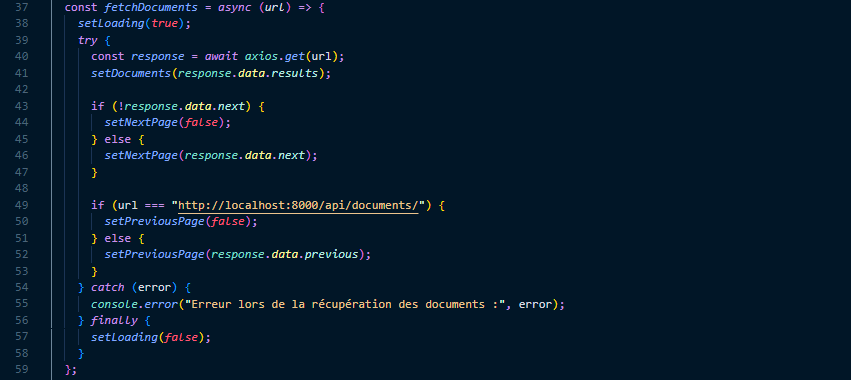 37 const fetchDocuments = async (url) => {
38 setLoading(true);
39 try {
40 const response = await axios.get(url);
41 setDocuments(response.data.results);
42
43 if (!response.data.next) {
44 setNextPage(false);
45 } else {
46 setNextPage(response.data.next);
47 }
48
49 if (url === "http://localhost:8000/api/documents/") {
50 setPreviousPage(false);
51 } else {
52 setPreviousPage(response.data.previous);
53 }
54 } catch (error) {
55 console.error("Erreur lors de la récupération des documents :", error);
56 } finally {
57 setLoading(false);
58 }
59 };